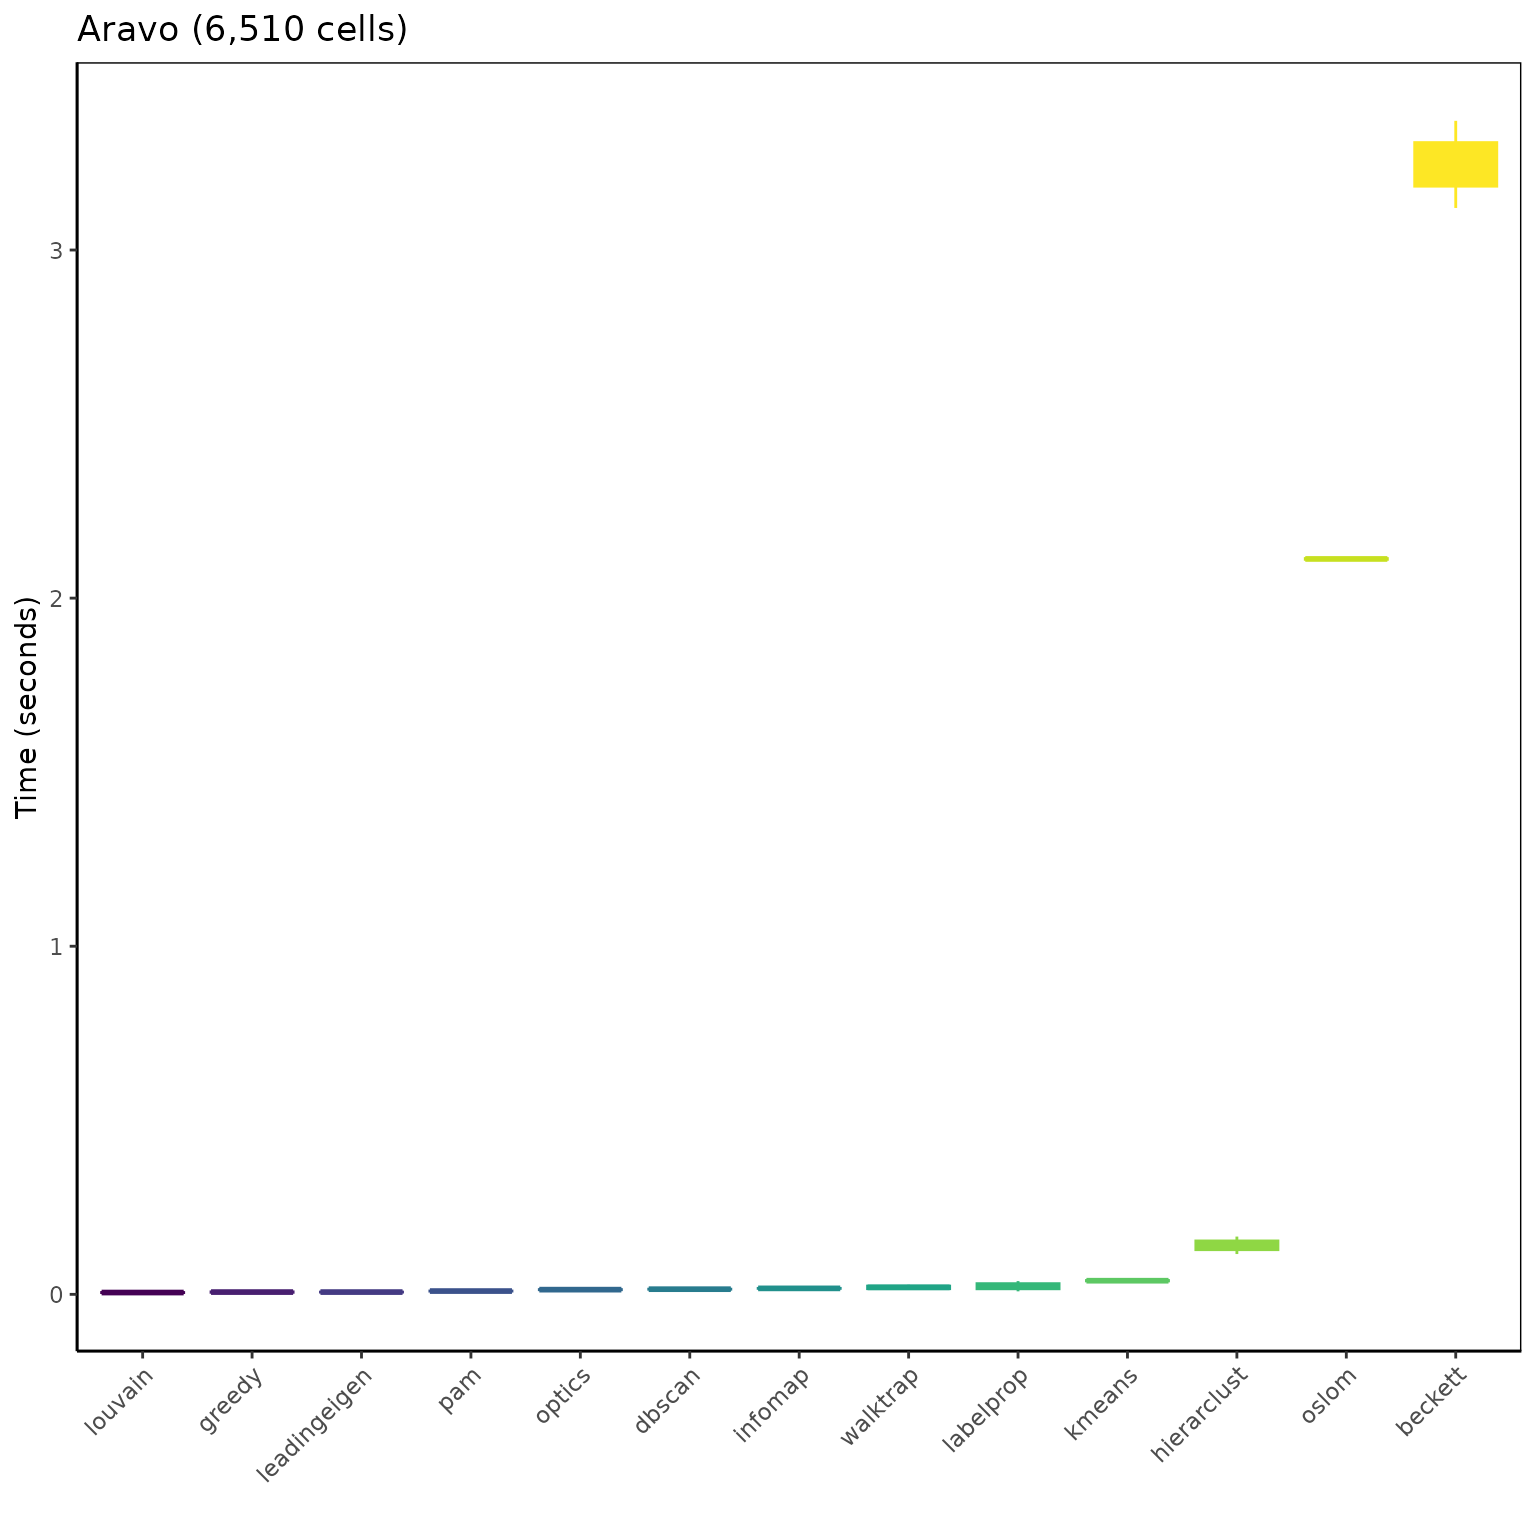 Aravo (6,510 cells)
Time (seconds)
3
2
1
0
louvain
greedy
leadingeigen
pam
optics
dbscan
infomap
walktrap
labelprop
kmeans
hierarclust
oslom
beckett